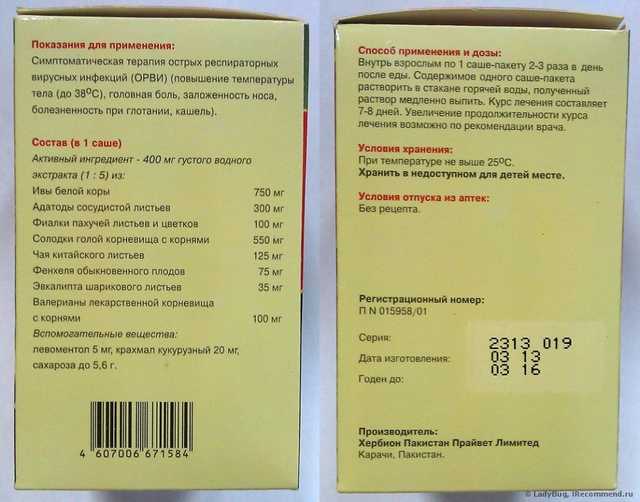 Показания для применения:
Симптоматическая терапия острых респираторных
вирусных инфекций (ОРВИ) (повышение температуры
тела (до 38ºС), головная боль, заложенность носа,
болезненность при глотании, кашель).
Состав (в 1 саше)
Активный ингредиент - 400 мг густого водного
экстракта (1 : 5) из:
Ивы белой коры 750 мг
Адатоды сосудистой листьев 300 мг
Фиалки пахучей листьев и цветков 100 мг
Солодки голой корневища с корнями 550 мг
Чая китайского листьев 125 мг
Фенхеля обыкновенного плодов 75 мг
Эвкалипта шарикового листьев 35 мг
Валерианы лекарственной корневища
с корнями 100 мг
Вспомогательные вещества:
левоментол 5 мг, крахмал кукурузный 20 мг,
сахароза до 5,6 г.
4 607006 671584
Способ применения и дозы:
Внутрь взрослым по 1 саше-пакету 2-3 раза в день
после еды. Содержимое одного саше-пакета
растворить в стакане горячей воды, полученный
раствор медленно выпить. Курс лечения составляет
7-8 дней. Увеличение продолжительности курса
лечения возможно по рекомендации врача.
Условия хранения:
При температуре не выше 25ºС.
Хранить в недоступном для детей месте.
Условия отпуска из аптек:
Без рецепта.
Регистрационный номер:
П N 015958/01
Серия: 2313 019
Дата изготовления: 03 13
Годен до: 03 16
Производитель:
Хербион Пакистан Прайвет Лимитед
Карачи, Пакистан.
© LadyBug, IRecommend.ru